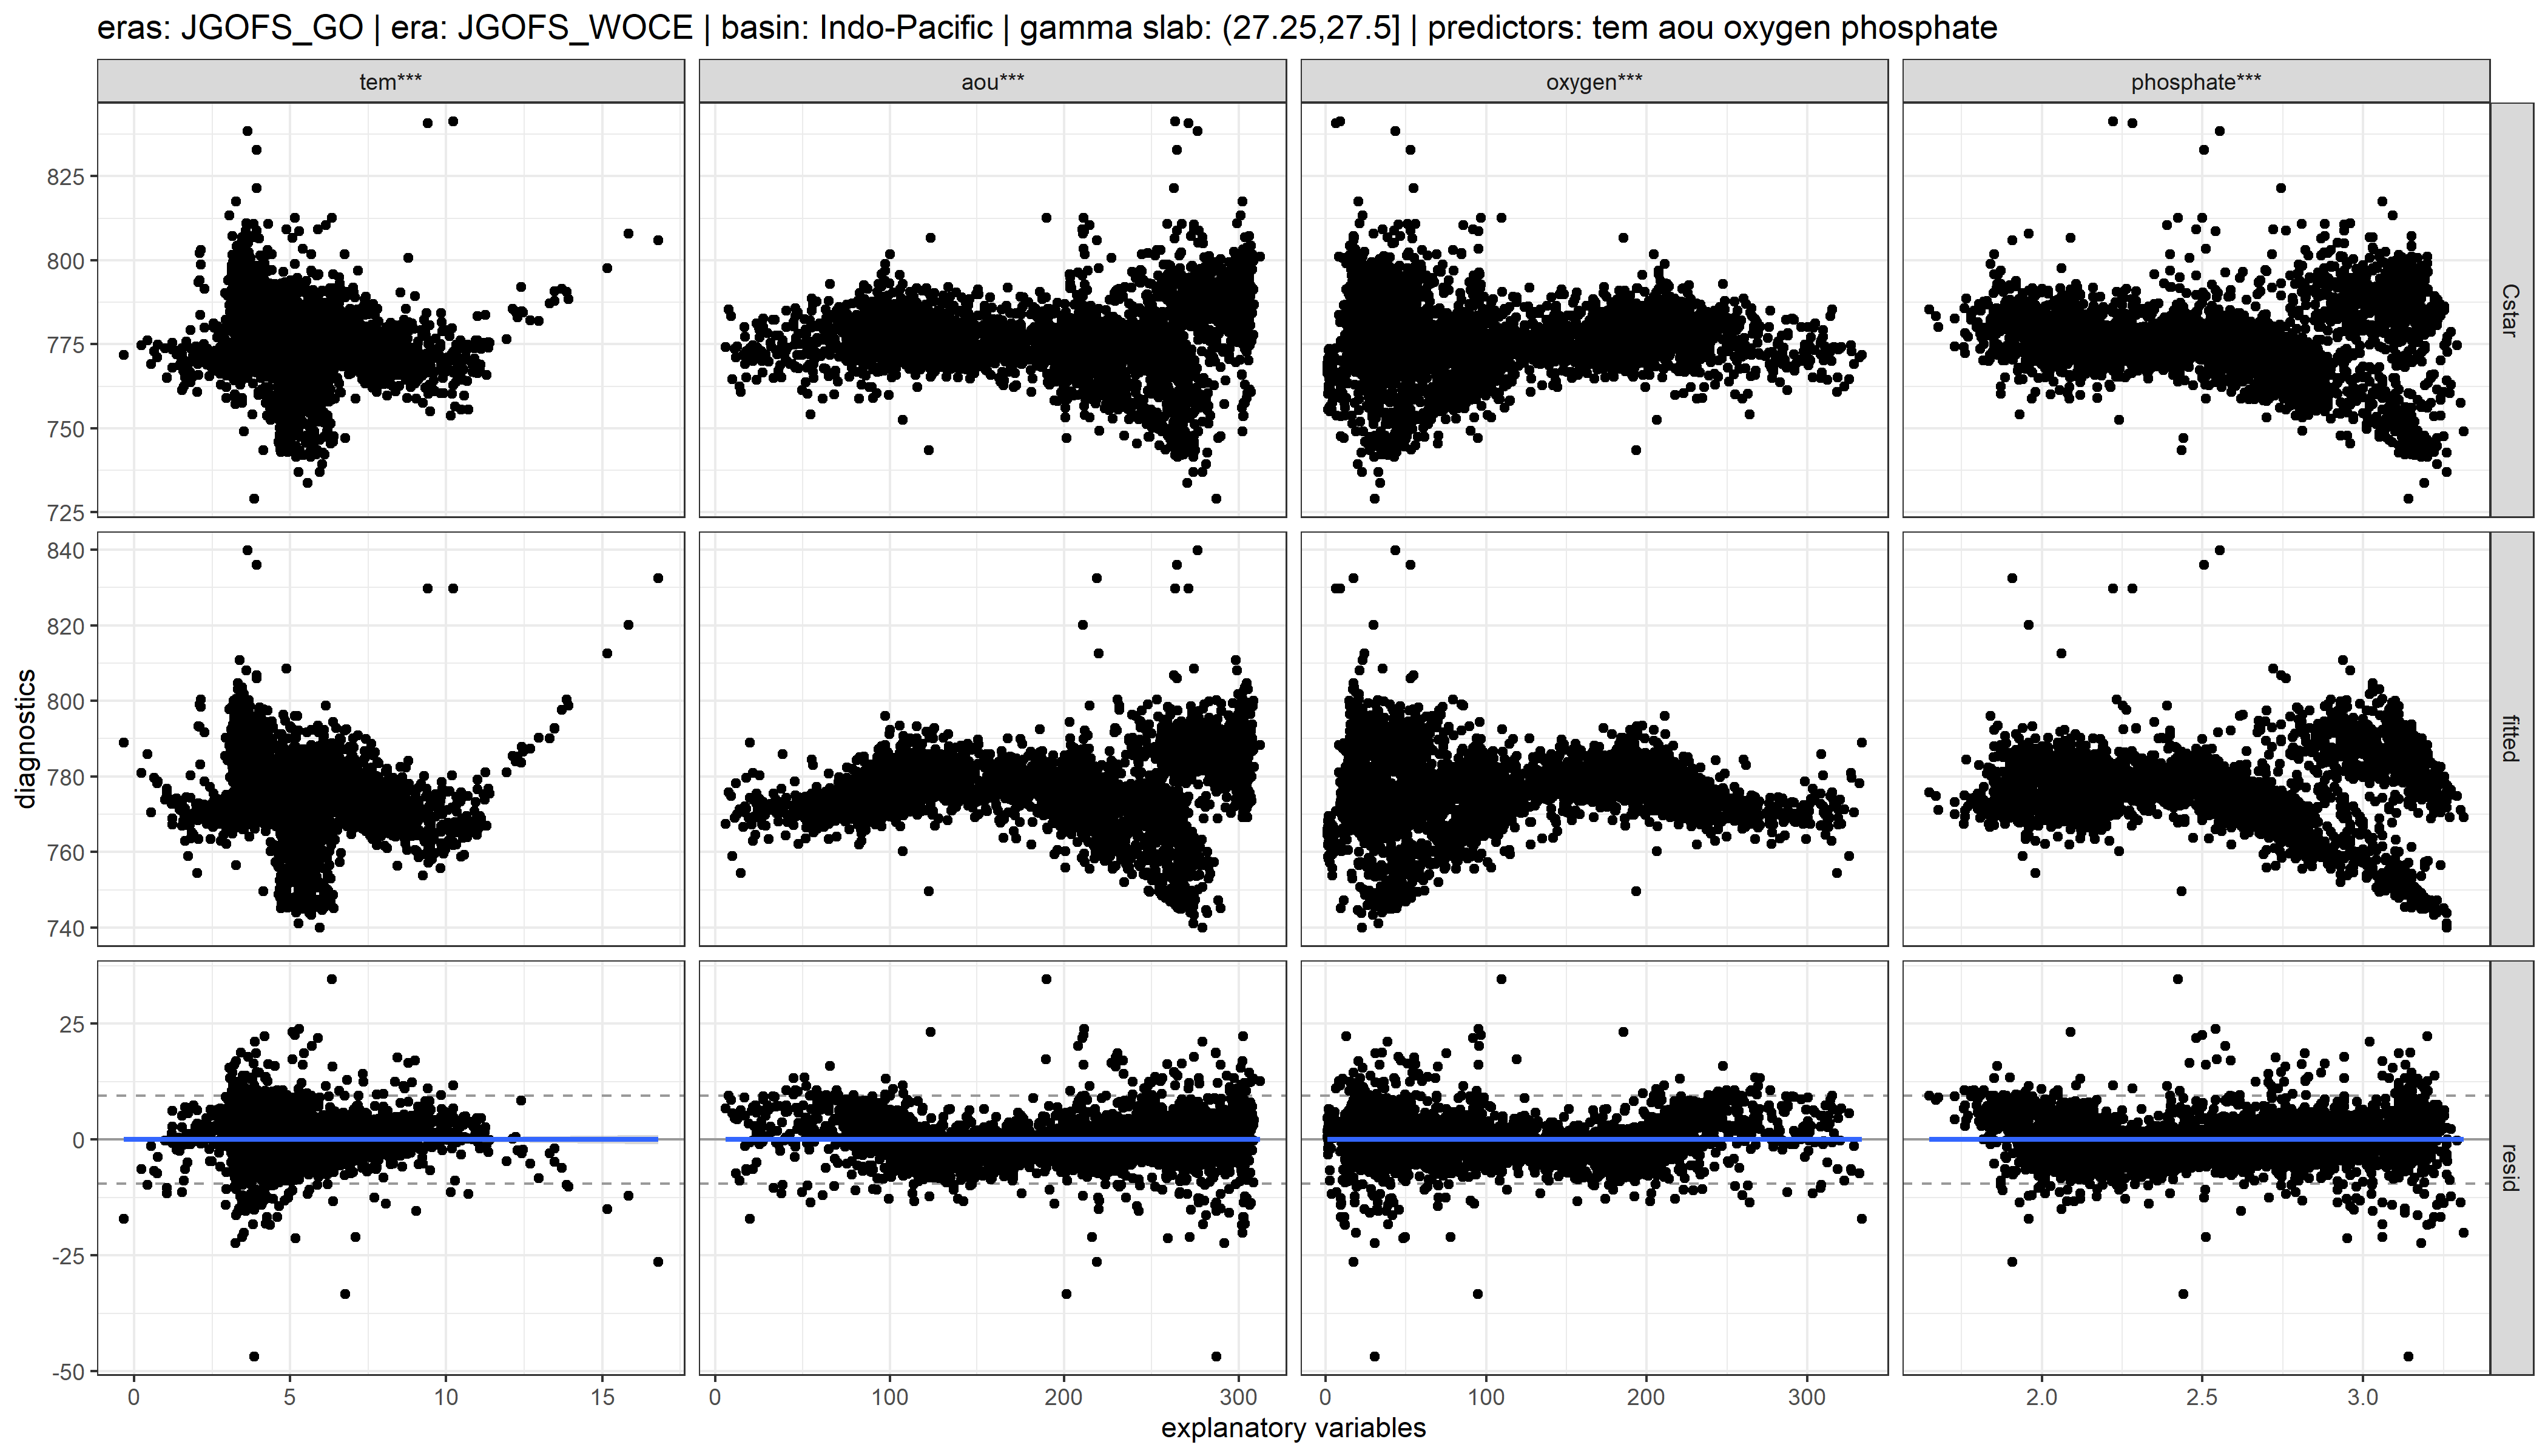 eras: JGOFS_GO | era: JGOFS_WOCE | basin: Indo-Pacific | gamma slab: (27.25,27.5] | predictors: tem aou oxygen phosphate
tem*** aou*** oxygen*** phosphate***
825
800
775
750
725
Cstar
840
820
800
780
760
740
fitted
diagnostics
25
0
-25
-50
resid
0 5 10 15 0 100 200 300 0 100 200 300 2.0 2.5 3.0
explanatory variables